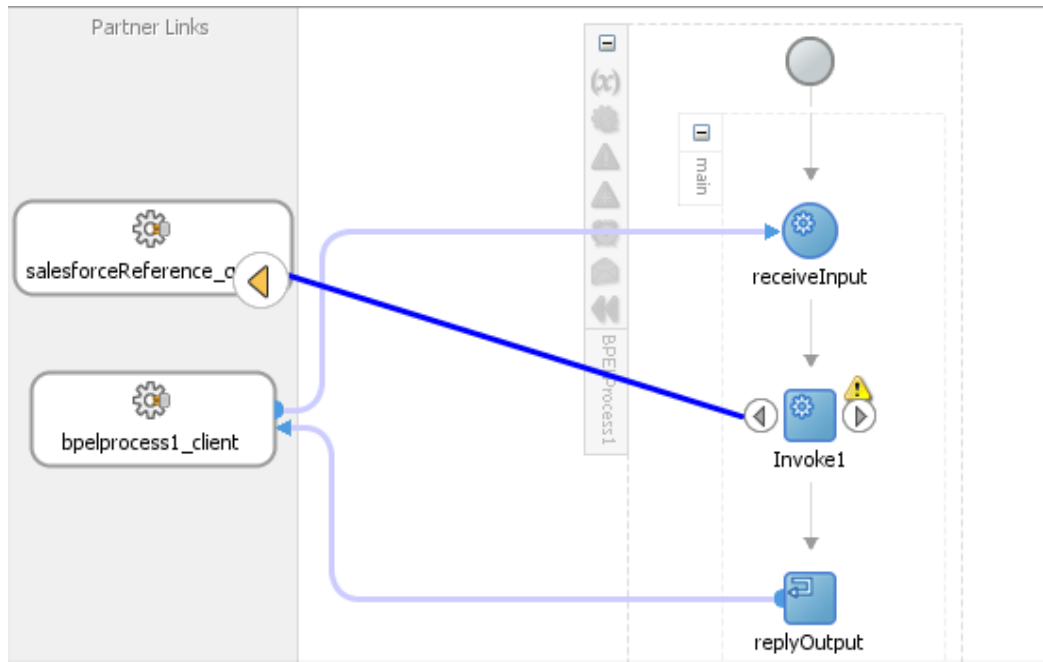 Partner Links
(x)
main
salesforceReference_
receiveInput
BPELProcess1
bpelprocess1_client
Invoke1
replyOutput